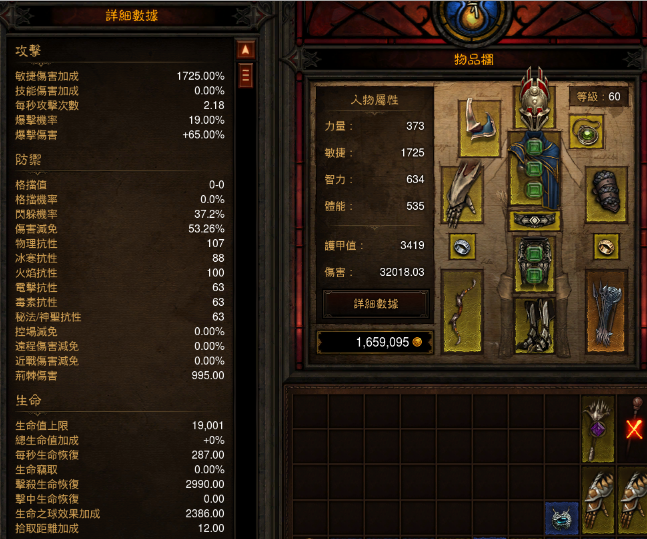 詳細數據
攻擊
敏捷傷害加成 1725.00%
技能傷害加成 0.00%
每秒攻擊次數 2.18
爆擊機率 19.00%
爆擊傷害 +65.00%
防禦
格擋值 0-0
格擋機率 0.0%
閃躲機率 37.2%
傷害減免 53.26%
物理抗性 107
冰寒抗性 88
火焰抗性 100
電擊抗性 63
毒素抗性 63
秘法/神聖抗性 63
控場減免 0.00%
遠程傷害減免 0.00%
近戰傷害減免 0.00%
荊棘傷害 995.00
生命
生命值上限 19,001
總生命值加成 +0%
每秒生命恢復 287.00
生命竊取 0.00%
擊殺生命恢復 2990.00
擊中生命恢復 0.00
生命之球效果加成 2386.00
拾取距離加成 12.00
物品欄
人物屬性
等級：60
力量： 373
敏捷： 1725
智力： 634
體能： 535
護甲值： 3419
傷害： 32018.03
詳細數據
1,659,095